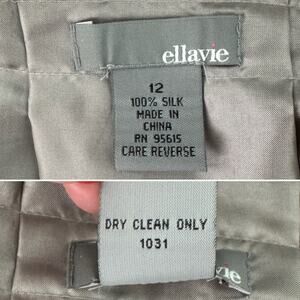 ellavie
12
100% SILK
MADE IN
CHINA
RN 95615
CARE REVERSE
DRY CLEAN ONLY
1031